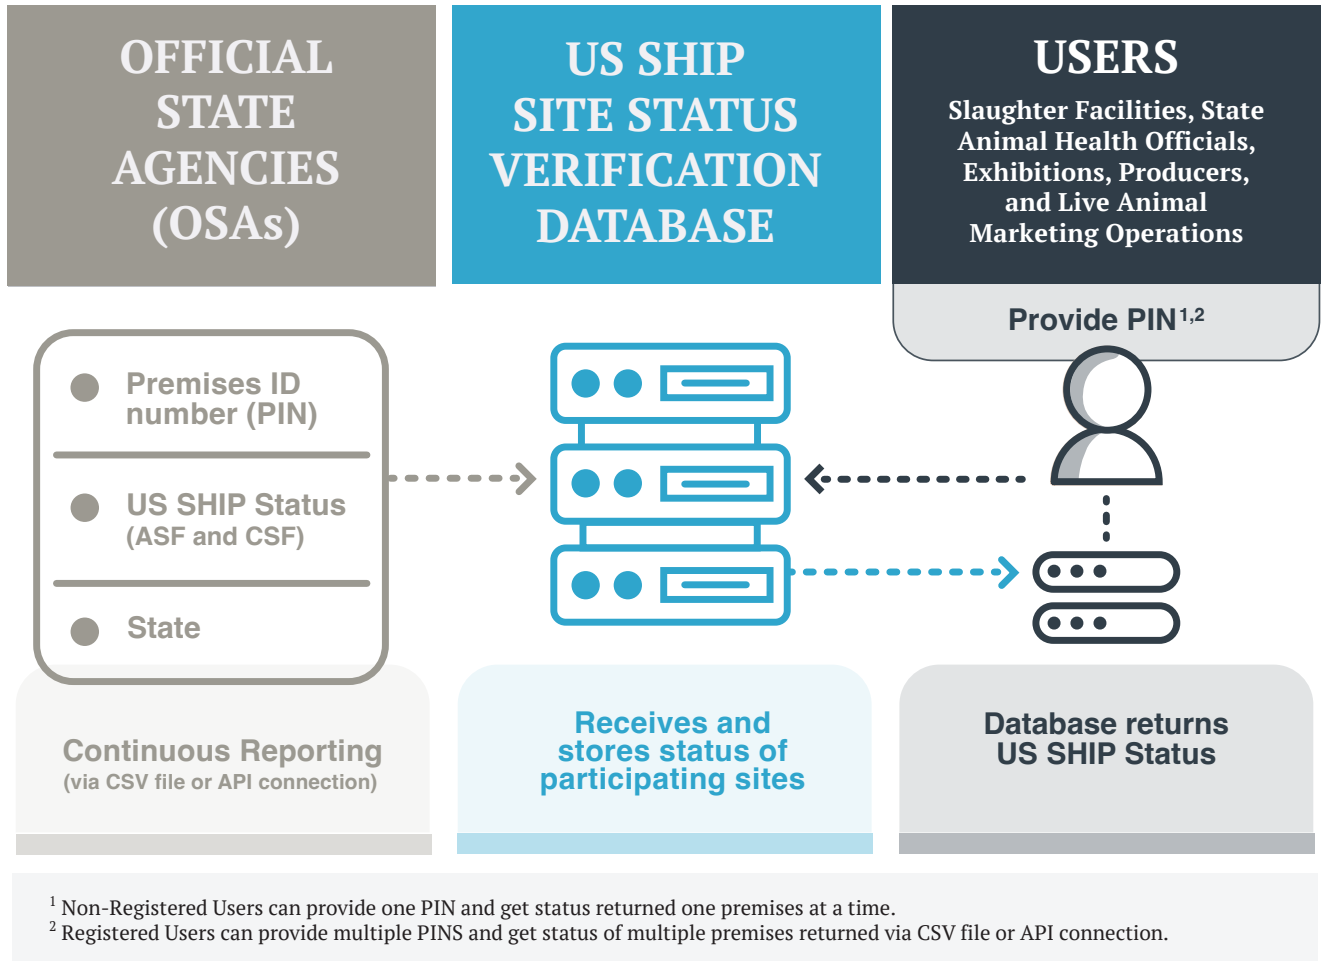 OFFICIAL
STATE
AGENCIES
(OSAs)
US SHIP
SITE STATUS
VERIFICATION
DATABASE
USERS
Slaughter Facilities, State
Animal Health Officials,
Exhibitions, Producers,
and Live Animal
Marketing Operations
Provide PIN1,2
Premises ID
number (PIN)
US SHIP Status
(ASF and CSF)
State
Continuous Reporting
(via CSV file or API connection)
Receives and
stores status of
participating sites
Database returns
US SHIP Status
1 Non-Registered Users can provide one PIN and get status returned one premises at a time.
2 Registered Users can provide multiple PINS and get status of multiple premises returned via CSV file or API connection.